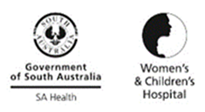 SOUTH AUSTRALIA
Government
of South Australia
SA Health
Women's
& Children's
Hospital